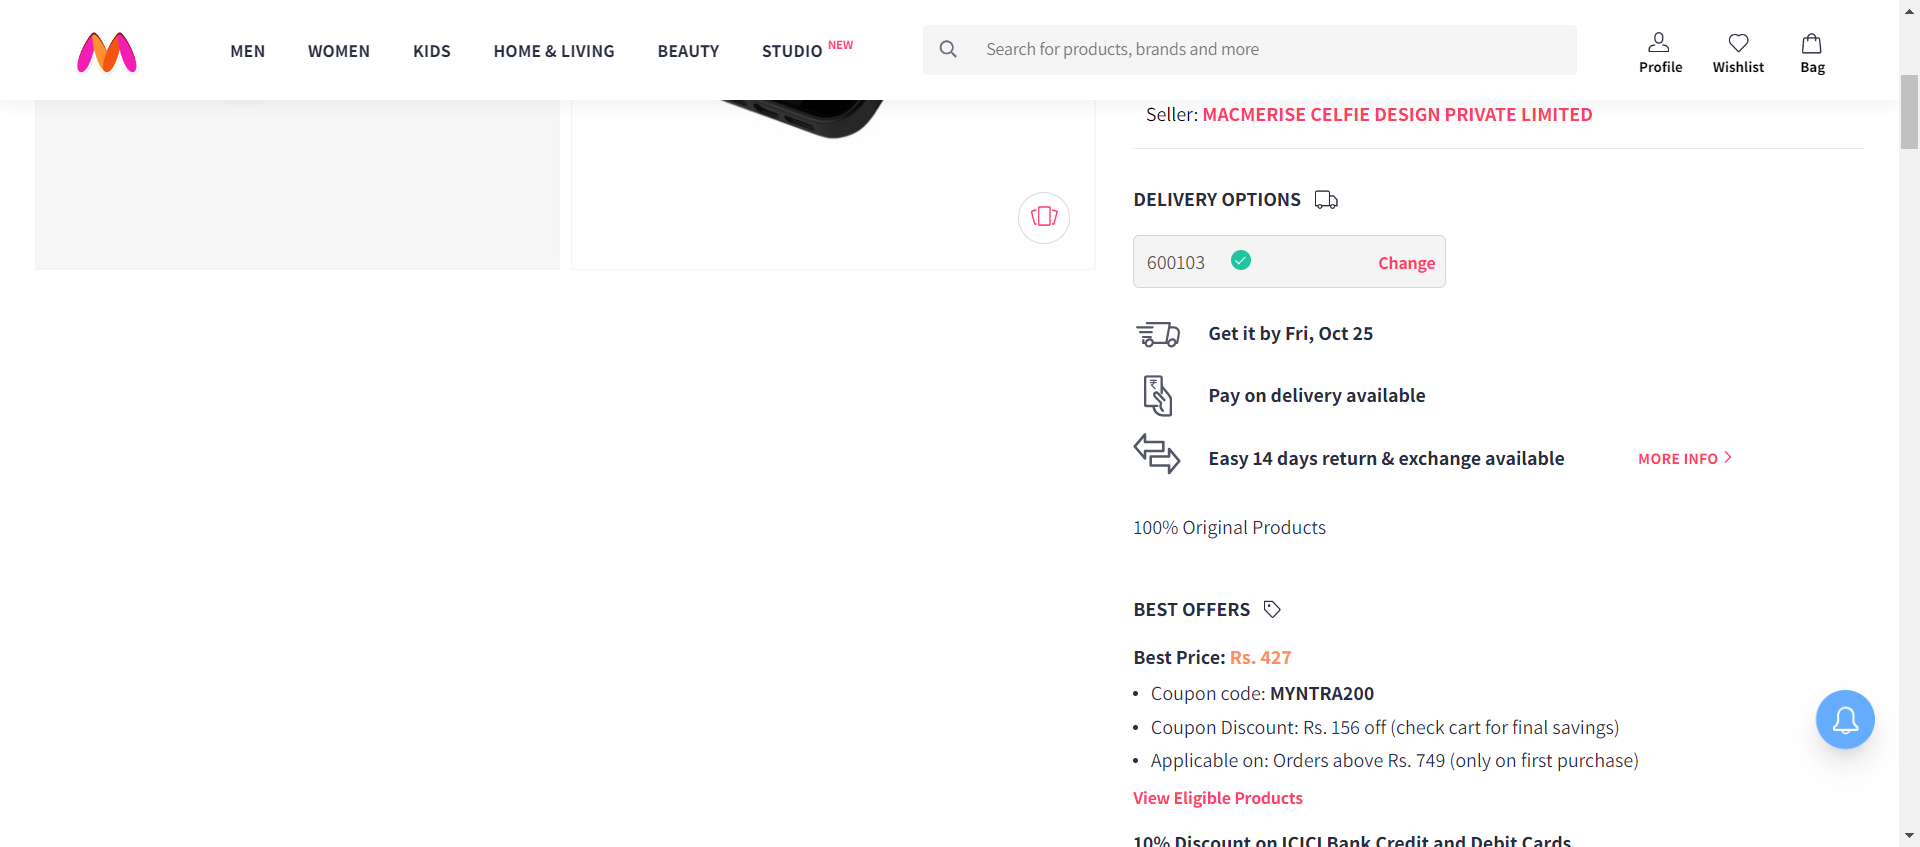 MEN WOMEN KIDS HOME & LIVING BEAUTY STUDIO NEW Search for products, brands and more Profile Wishlist Bag
Seller: MACMERISE CELFIE DESIGN PRIVATE LIMITED
DELIVERY OPTIONS
600103 Change
Get it by Fri, Oct 25
Pay on delivery available
Easy 14 days return & exchange available MORE INFO
100% Original Products
BEST OFFERS
Best Price: Rs. 427
• Coupon code: MYNTRA200
• Coupon Discount: Rs. 156 off (check cart for final savings)
• Applicable on: Orders above Rs. 749 (only on first purchase)
View Eligible Products
10% Discount on ICICI Bank Credit and Debit Cards